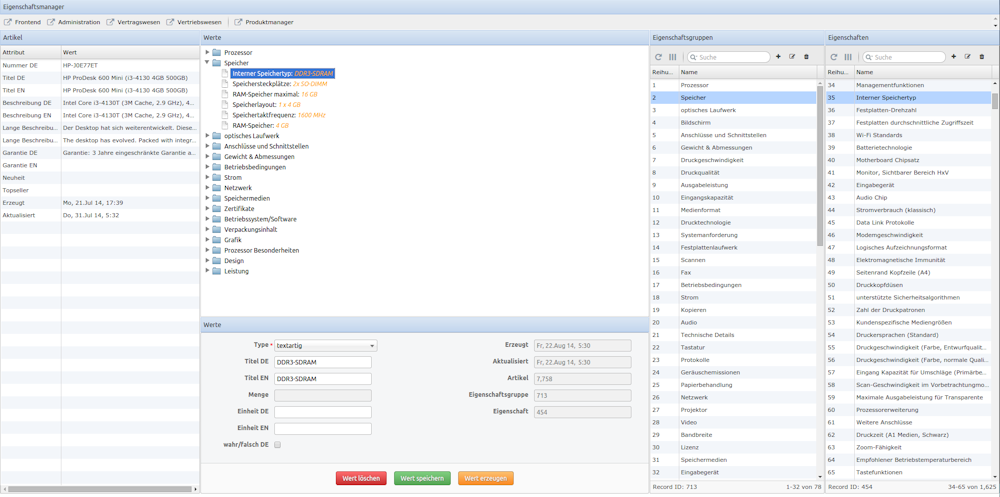 Eigenschaftsmanager
Frontend Administration Vertragswesen Vertriebswesen Produktmanager
Artikel
Attribut Wert
Nummer DE HP-J0E77ET
Titel DE HP ProDesk 600 Mini (i3-4130 4GB 500GB)
Titel EN HP ProDesk 600 Mini (i3-4130 4GB 500GB)
Beschreibung DE Intel Core i3-4130T (3M Cache, 2.9 GHz), 4...
Beschreibung EN Intel Core i3-4130T (3M Cache, 2.9 GHz), 4...
Lange Beschreibu... Der Desktop hat sich weiterentwickelt. Diese...
Lange Beschreibu... The desktop has evolved. Packed with integr...
Garantie DE Garantie: 3 Jahre eingeschränkte Garantie a...
Garantie EN
Neuheit
Topseller
Erzeugt Mo, 21.Jul 14, 17:39
Aktualisiert Do, 31.Jul 14, 5:32
Werte
Prozessor
Speicher
Interner Speichertyp: DDR3-SDRAM
Speichersteckplätze: 2x SO-DIMM
RAM-Speicher maximal: 16 GB
Speicherlayout: 1 x 4 GB
Speichertaktfrequenz: 1600 MHz
RAM-Speicher: 4 GB
optisches Laufwerk
Anschlüsse und Schnittstellen
Gewicht & Abmessungen
Betriebsbedingungen
Strom
Netzwerk
Speichermedien
Zertifikate
Betriebssystem/Software
Verpackungsinhalt
Grafik
Prozessor Besonderheiten
Design
Leistung
Werte
Type * textartig
Titel DE DDR3-SDRAM
Titel EN DDR3-SDRAM
Menge
Einheit DE
Einheit EN
wahr/falsch DE
Erzeugt Fr, 22.Aug 14, 5:30
Aktualisiert Fr, 22.Aug 14, 5:30
Artikel 7,758
Eigenschaftsgruppe 713
Eigenschaft 454
Wert löschen Wert speichern Wert erzeugen
Eigenschaftsgruppen
Suche
Reihu... Name
1 Prozessor
2 Speicher
3 optisches Laufwerk
4 Bildschirm
5 Anschlüsse und Schnittstellen
6 Gewicht & Abmessungen
7 Druckgeschwindigkeit
8 Druckqualität
9 Ausgabeleistung
10 Eingangskapazität
11 Medienformat
12 Drucktechnologie
13 Systemanforderung
14 Festplattenlaufwerk
15 Scannen
16 Fax
17 Betriebsbedingungen
18 Strom
19 Kopieren
20 Audio
21 Technische Details
22 Tastatur
23 Protokolle
24 Geräuschemissionen
25 Papierbehandlung
26 Netzwerk
27 Projektor
28 Video
29 Bandbreite
30 Lizenz
31 Speichermedien
32 Eingabegerät
Record ID: 713 1-32 von 78
Eigenschaften
Suche
Reihu... Name
34 Managementfunktionen
35 Interner Speichertyp
36 Festplatten-Drehzahl
37 Festplatten durchschnittliche Zugriffszeit
38 Wi-Fi Standards
39 Batterietechnologie
40 Motherboard Chipsatz
41 Monitor, Sichtbarer Bereich HxV
42 Eingabegerät
43 Audio Chip
44 Stromverbrauch (klassisch)
45 Data Link Protokolle
46 Modemgeschwindigkeit
47 Logisches Aufzeichnungsformat
48 Elektromagnetische Immunität
49 Seitenrand Kopfzeile (A4)
50 Druckkopfdüsen
51 unterstützte Sicherheitsalgorithmen
52 Zahl der Druckpatronen
53 Kundenspezifische Mediengrößen
54 Druckersprachen (Standard)
55 Druckgeschwindigkeit (Farbe, Entwurfqualit...
56 Druckgeschwindigkeit (Farbe, normale Quali...
57 Eingang Kapazität für Umschläge (Primärbe...
58 Scan-Geschwindigkeit im Vorbetrachtungmo...
59 Maximale Ausgabeleistung für Transparente
60 Prozessorerweiterung
61 Weitere Anschlüsse
62 Druckzeit (A1 Medien, Schwarz)
63 Zoom-Fähigkeit
64 Empfohlener Betriebstemperaturbereich
65 Tastefunktionen
Record ID: 454 34-65 von 1,625